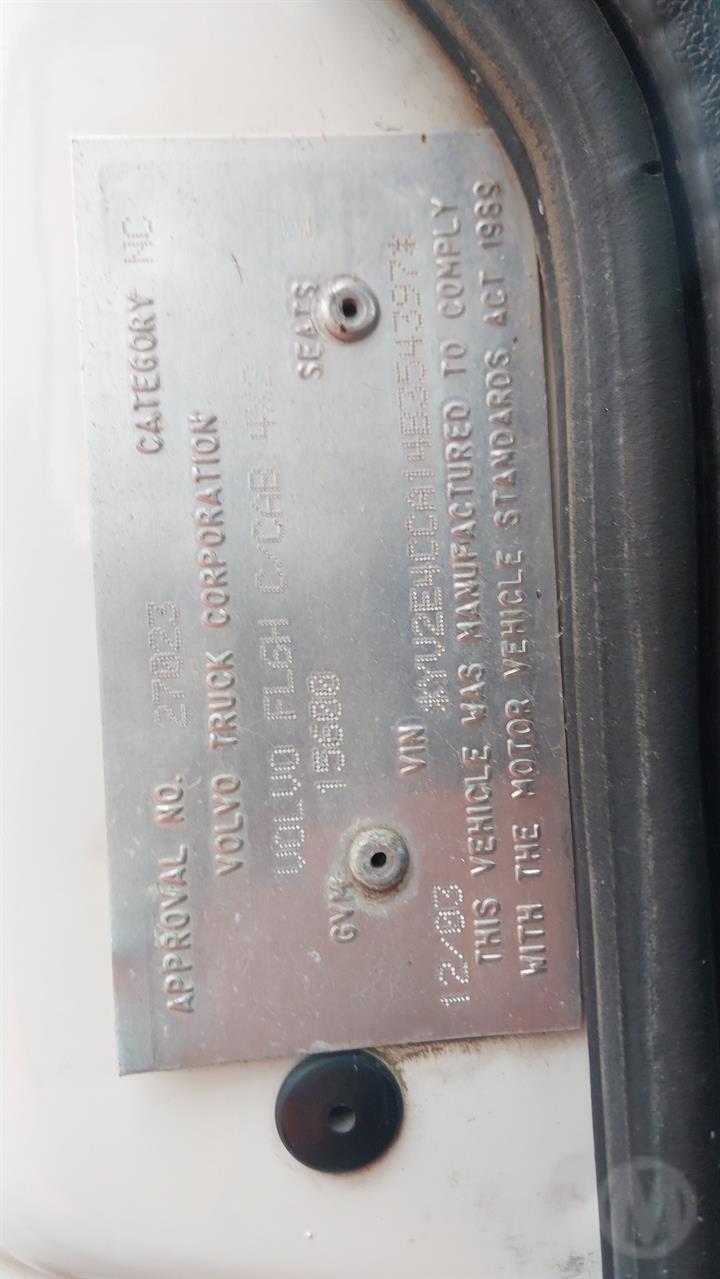 APPROVAL NO. 27023 CATEGORY NC
VOLVO TRUCK CORPORATION
VOLVO FL6H C/CAB 4X2
GVM 15600 SEATS 2
VIN *YV2E4CCA14B354397*
12/03
THIS VEHICLE WAS MANUFACTURED TO COMPLY
WITH THE MOTOR VEHICLE STANDARDS ACT 1989
M